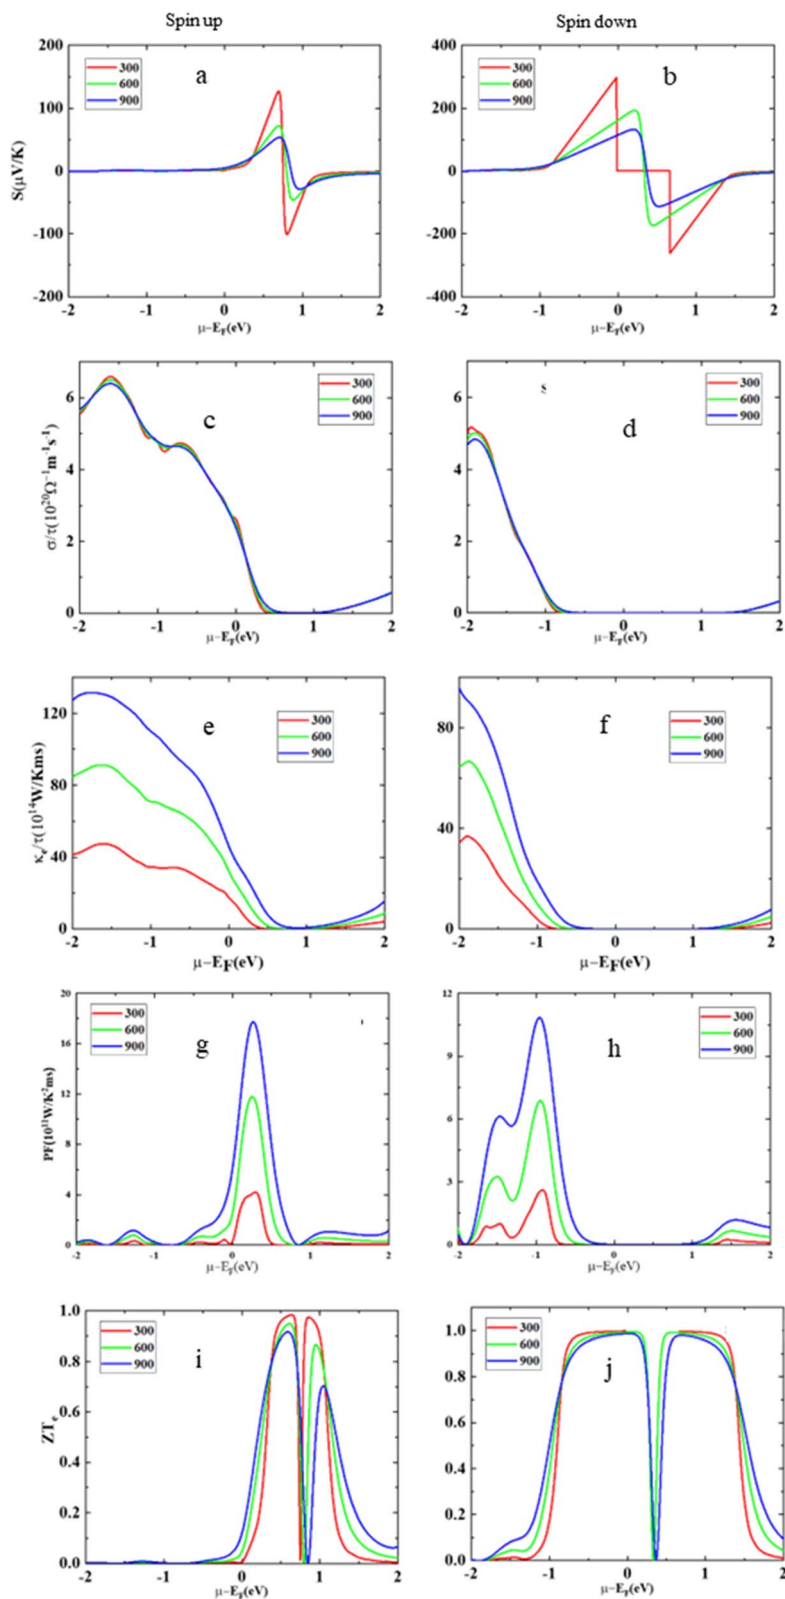 Spin up
Spin down
200
100
0
-100
-200
S(μV/K)
300
600
900
a
-2 -1 0 1 2
μ−E_F(eV)
400
200
0
-200
-400
300
600
900
b
-2 -1 0 1 2
μ−E_F(eV)
6
4
2
0
σ/τ(10²⁰Ω⁻¹m⁻¹s⁻¹)
300
600
900
c
-2 -1 0 1 2
μ−E_F(eV)
6
4
2
0
s
300
600
900
d
-2 -1 0 1 2
μ−E_F(eV)
120
80
40
0
κ_e/τ(10¹⁴W/Kms)
300
600
900
e
-2 -1 0 1 2
μ−E_F(eV)
80
40
0
300
600
900
f
-2 -1 0 1 2
μ−E_F(eV)
20
16
12
8
4
0
PF(10¹¹W/K²ms)
300
600
900
g
-2 -1 0 1 2
μ−E_F(eV)
12
9
6
3
0
300
600
900
h
-2 -1 0 1 2
μ−E_F(eV)
1.0
0.8
0.6
0.4
0.2
0.0
ZT_e
300
600
900
i
-2 -1 0 1 2
μ−E_F(eV)
1.0
0.8
0.6
0.4
0.2
0.0
300
600
900
j
-2 -1 0 1 2
μ−E_F(eV)